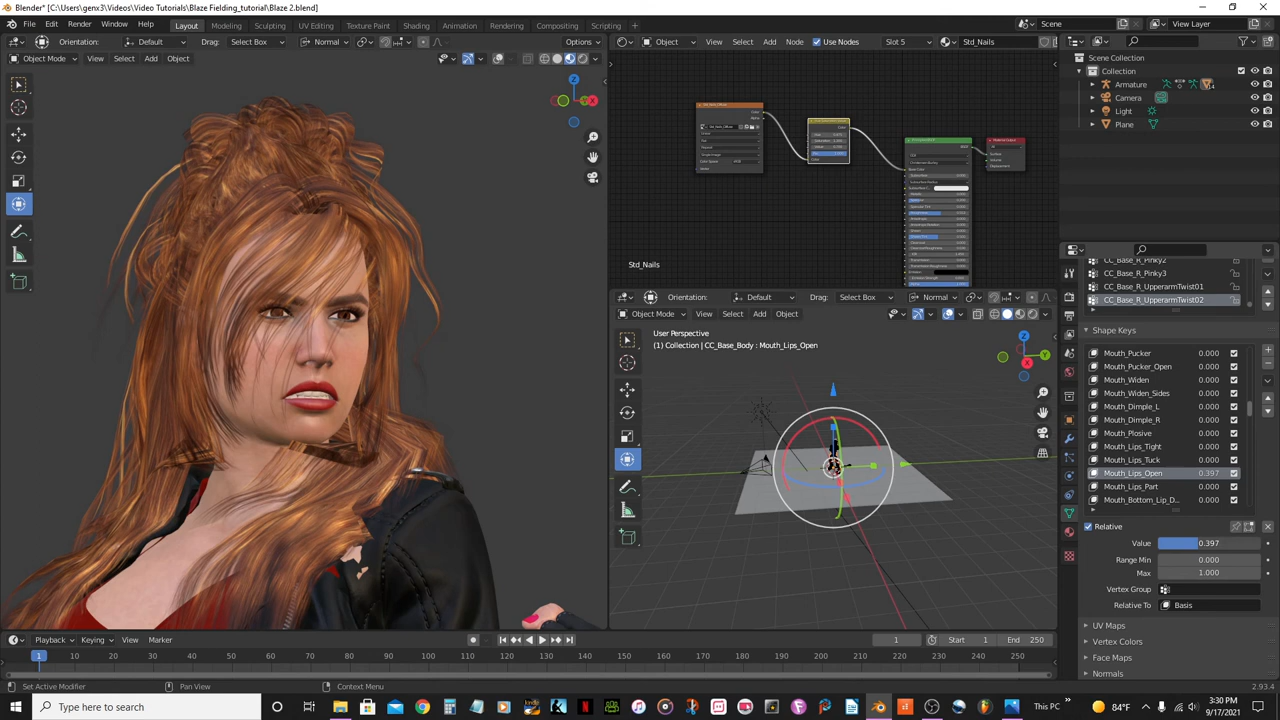 Blender* [C:\Users\genx3\Videos\Video Tutorials\Blaze Fielding_tutorial\Blaze 2.blend]
File Edit Render Window Help Layout Modeling Sculpting UV Editing Texture Paint Shading Animation Rendering Compositing Scripting Scene View Layer
Orientation: Default Drag: Select Box Normal Options
Object Mode View Select Add Object
Object View Select Add Node Use Nodes Slot 5 Std_Nails
Std_Nails
Orientation: Default Drag: Select Box Normal
Object Mode View Select Add Object
User Perspective
(1) Collection | CC_Base_Body : Mouth_Lips_Open
Scene Collection
Collection
Armature
14
Camera
Light
Plane
CC_Base_R_Pinky2
CC_Base_R_Pinky3
CC_Base_R_UpperarmTwist01
CC_Base_R_UpperarmTwist02
Shape Keys
Mouth_Pucker 0.000
Mouth_Pucker_Open 0.000
Mouth_Widen 0.000
Mouth_Widen_Sides 0.000
Mouth_Dimple_L 0.000
Mouth_Dimple_R 0.000
Mouth_Plosive 0.000
Mouth_Lips_Tight 0.000
Mouth_Lips_Tuck 0.000
Mouth_Lips_Open 0.397
Mouth_Lips_Part 0.000
Mouth_Bottom_Lip_D... 0.000
Relative
Value 0.397
Range Min 0.000
Max 1.000
Vertex Group
Relative To Basis
UV Maps
Vertex Colors
Face Maps
Normals
Playback Keying View Marker 1 Start 1 End 250
1 10 20 30 40 50 60 70 80 90 100 110 120 130 140 150 160 170 180 190 200 210 220 230 240 250
Set Active Modifier Pan View Context Menu 2.93.4
Type here to search This PC 84°F 3:30 PM
9/17/2021